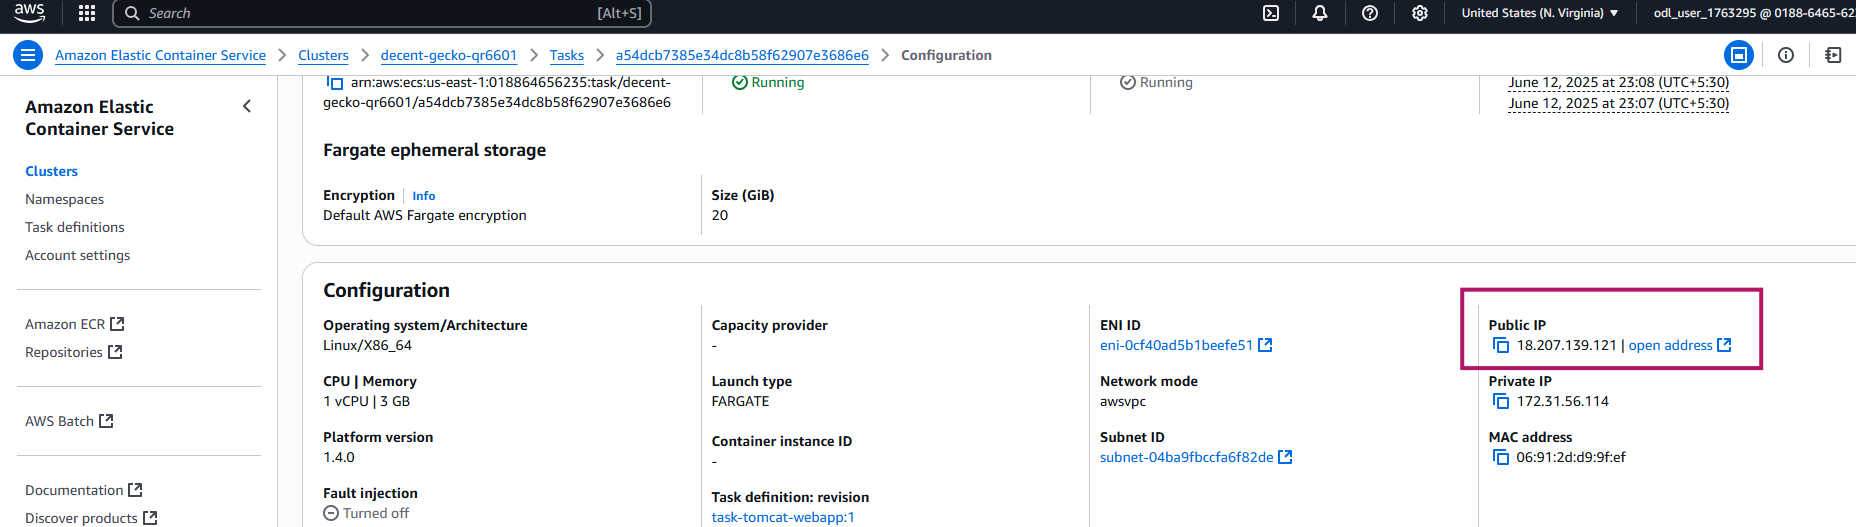 aws
Search [Alt+S]
United States (N. Virginia)
odl_user_1763295 @ 0188-6465-62
Amazon Elastic Container Service
Clusters
decent-gecko-qr6601
Tasks
a54dcb7385e34dc8b58f62907e3686e6
Configuration
Amazon Elastic
Container Service
Clusters
Namespaces
Task definitions
Account settings
Amazon ECR
Repositories
AWS Batch
Documentation
Discover products
arn:aws:ecs:us-east-1:018864656235:task/decent-
gecko-qr6601/a54dcb7385e34dc8b58f62907e3686e6
Running
Running
June 12, 2025 at 23:08 (UTC+5:30)
June 12, 2025 at 23:07 (UTC+5:30)
Fargate ephemeral storage
Encryption Info
Default AWS Fargate encryption
Size (GiB)
20
Configuration
Operating system/Architecture
Linux/X86_64
CPU | Memory
1 vCPU | 3 GB
Platform version
1.4.0
Fault injection
Turned off
Capacity provider
-
Launch type
FARGATE
Container instance ID
-
Task definition: revision
task-tomcat-webapp:1
ENI ID
eni-0cf40ad5b1beefe51
Network mode
awsvpc
Subnet ID
subnet-04ba9fbccfa6f82de
Public IP
18.207.139.121 | open address
Private IP
172.31.56.114
MAC address
06:91:2d:d9:9f:ef